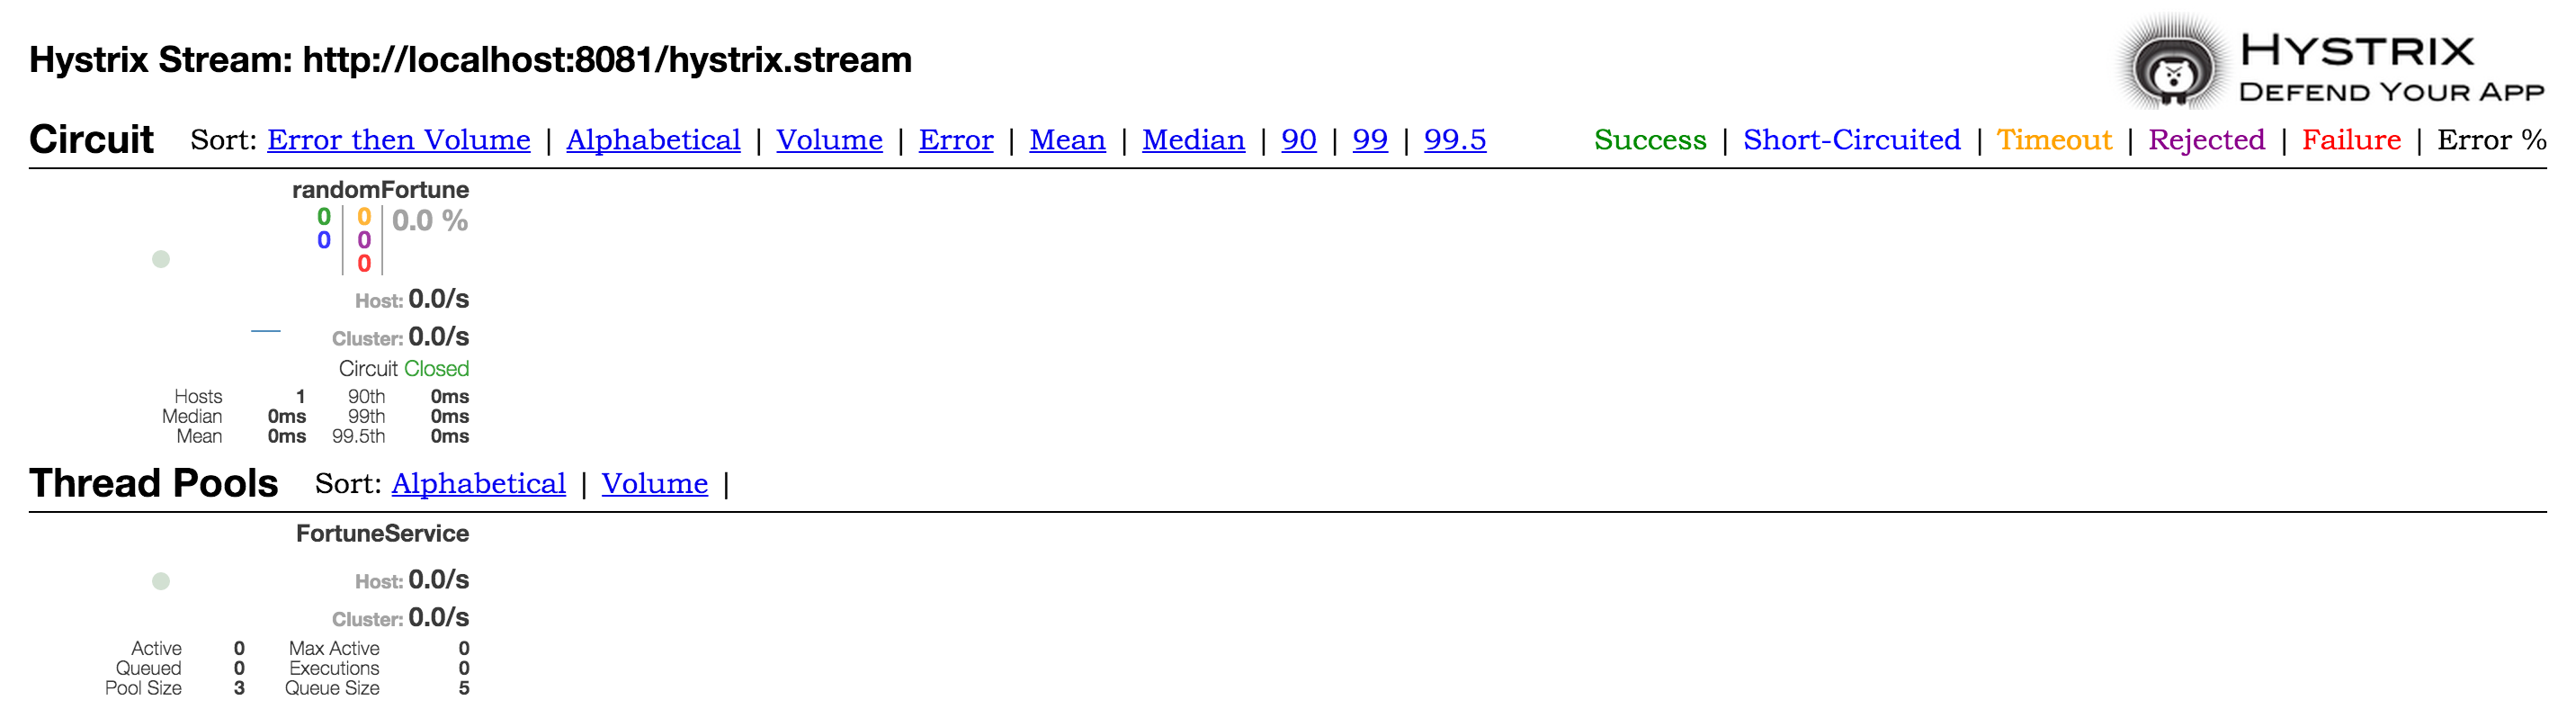 Hystrix Stream: http://localhost:8081/hystrix.stream
HYSTRIX
DEFEND YOUR APP
Circuit Sort: Error then Volume | Alphabetical | Volume | Error | Mean | Median | 90 | 99 | 99.5 Success | Short-Circuited | Timeout | Rejected | Failure | Error %
randomFortune
0 0 0.0 %
0 0
0
Host: 0.0/s
Cluster: 0.0/s
Circuit Closed
Hosts 1 90th 0ms
Median 0ms 99th 0ms
Mean 0ms 99.5th 0ms
Thread Pools Sort: Alphabetical | Volume |
FortuneService
Host: 0.0/s
Cluster: 0.0/s
Active 0 Max Active 0
Queued 0 Executions 0
Pool Size 3 Queue Size 5